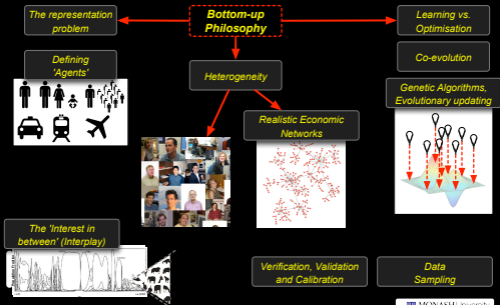 The representation
problem
Bottom-up
Philosophy
Learning vs.
Optimisation
Defining
'Agents'
Heterogeneity
Co-evolution
Genetic Algorithms,
Evolutionary updating
Realistic Economic
Networks
The 'Interest in
between' (Interplay)
Verification, Validation
and Calibration
Data
Sampling
MONASH University